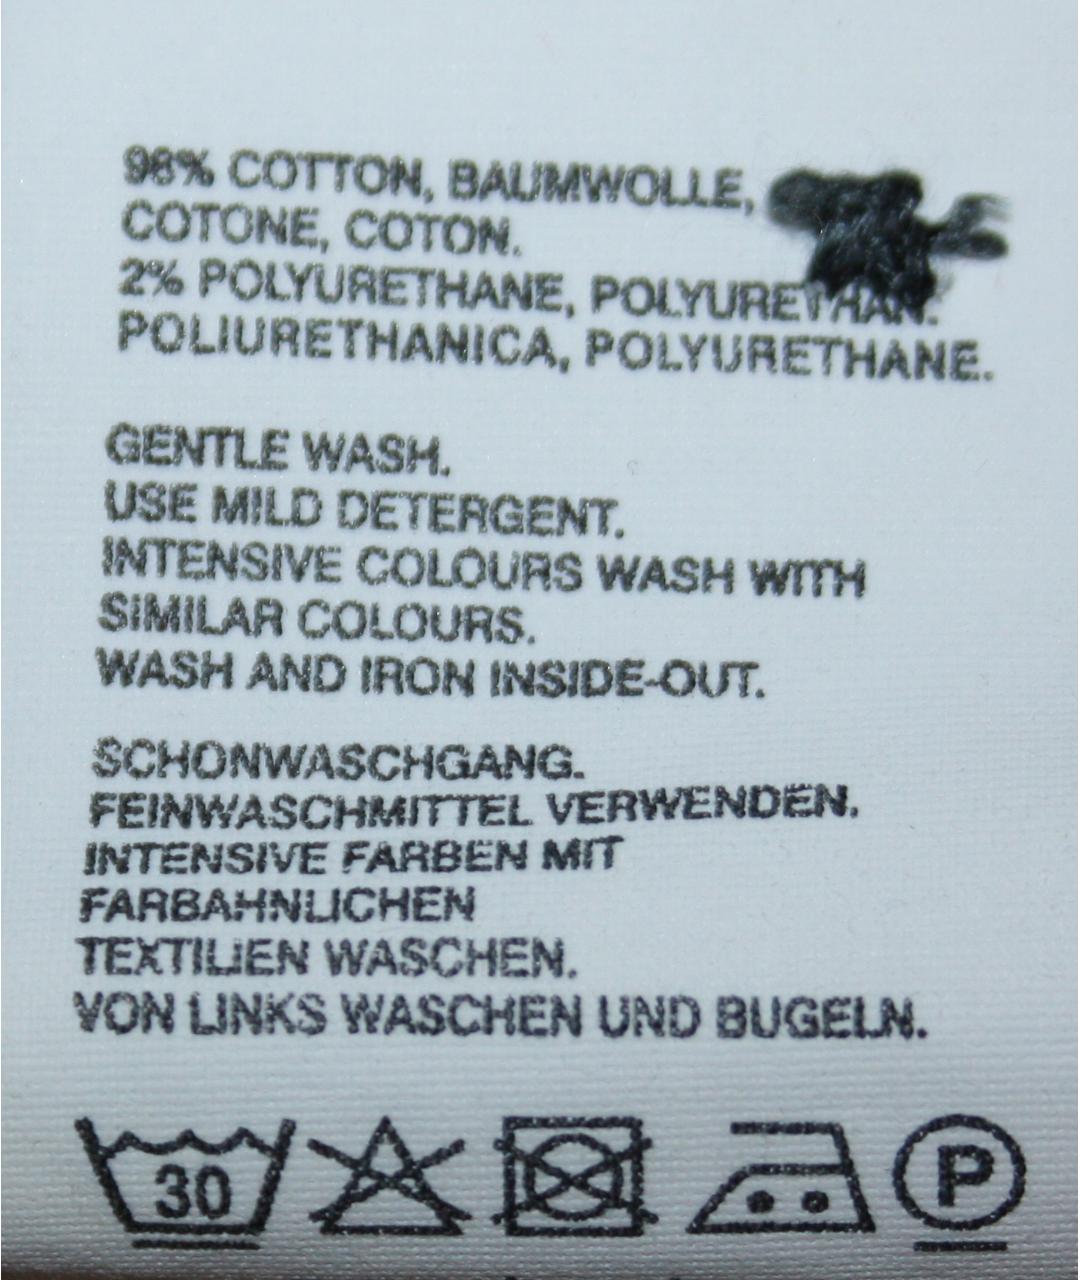 98% COTTON, BAUMWOLLE,
COTONE, COTON.
2% POLYURETHANE, POLYURETHAN.
POLIURETHANICA, POLYURETHANE.
GENTLE WASH.
USE MILD DETERGENT.
INTENSIVE COLOURS WASH WITH
SIMILAR COLOURS.
WASH AND IRON INSIDE-OUT.
SCHONWASCHGANG.
FEINWASCHMITTEL VERWENDEN.
INTENSIVE FARBEN MIT
FARBAHNLICHEN
TEXTILIEN WASCHEN.
VON LINKS WASCHEN UND BUGELN.
30 P